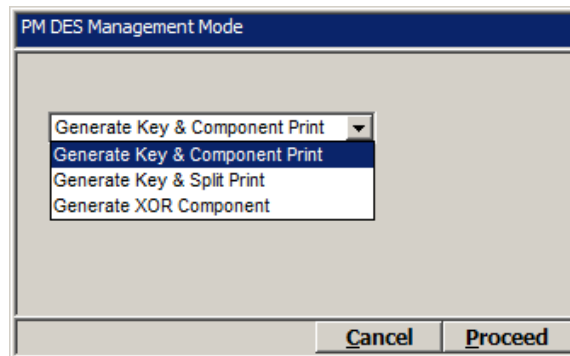 PM DES Management Mode
Generate Key & Component Print
Generate Key & Component Print
Generate Key & Split Print
Generate XOR Component
Cancel Proceed